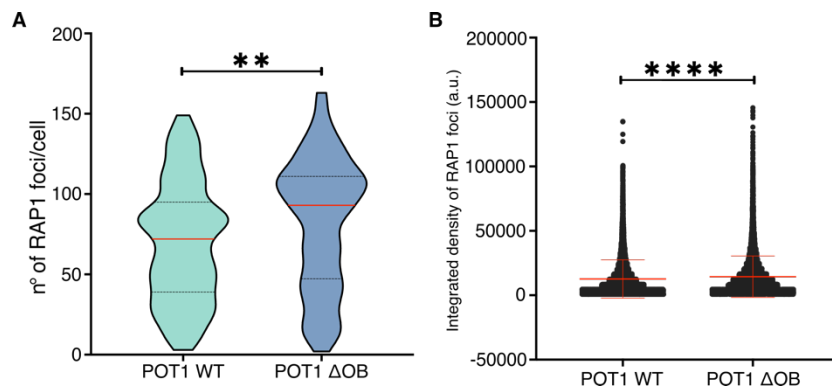 A
nº of RAP1 foci/cell
200
150
100
50
0
**
POT1 WT
POT1 ΔOB
B
Integrated density of RAP1 foci (a.u.)
200000
150000
100000
50000
0
-50000
****
POT1 WT
POT1 ΔOB